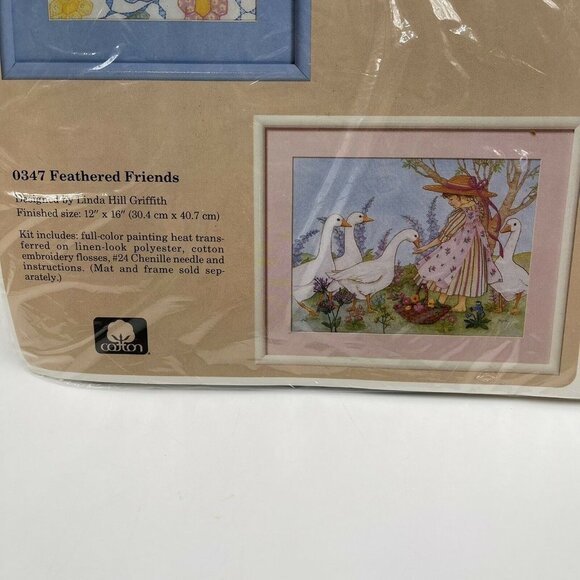 0347 Feathered Friends
Designed by Linda Hill Griffith
Finished size: 12" x 16" (30.4 cm x 40.7 cm)
Kit includes: full-color painting heat trans-
ferred on linen-look polyester, cotton
embroidery flosses, #24 Chenille needle and
instructions. (Mat and frame sold sep-
arately.)
cotton